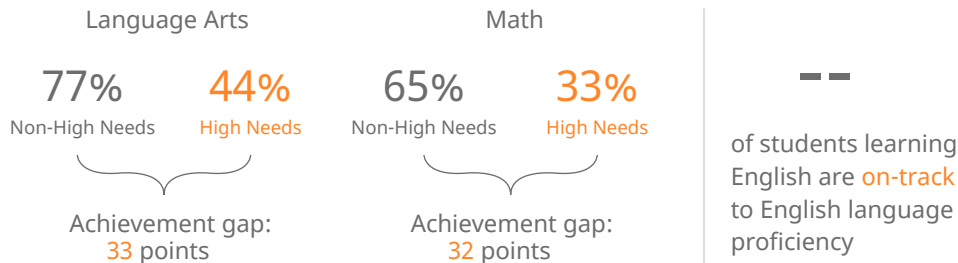 Language Arts
77%
Non-High Needs
44%
High Needs
Achievement gap:
33 points
Math
65%
Non-High Needs
33%
High Needs
Achievement gap:
32 points
--
of students learning
English are on-track
to English language
proficiency